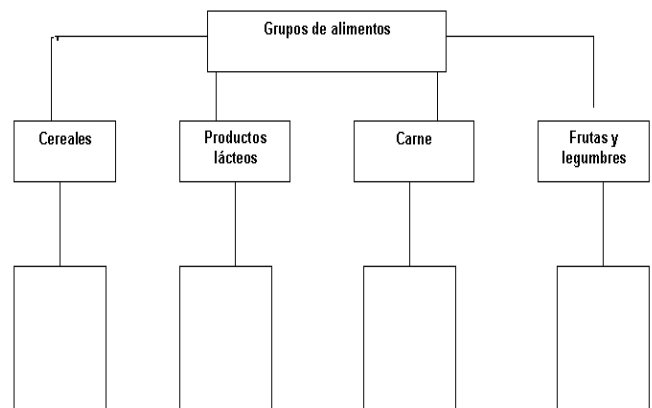 Grupos de alimentos
Cereales
Productos
lácteos
Carne
Frutas y
legumbres